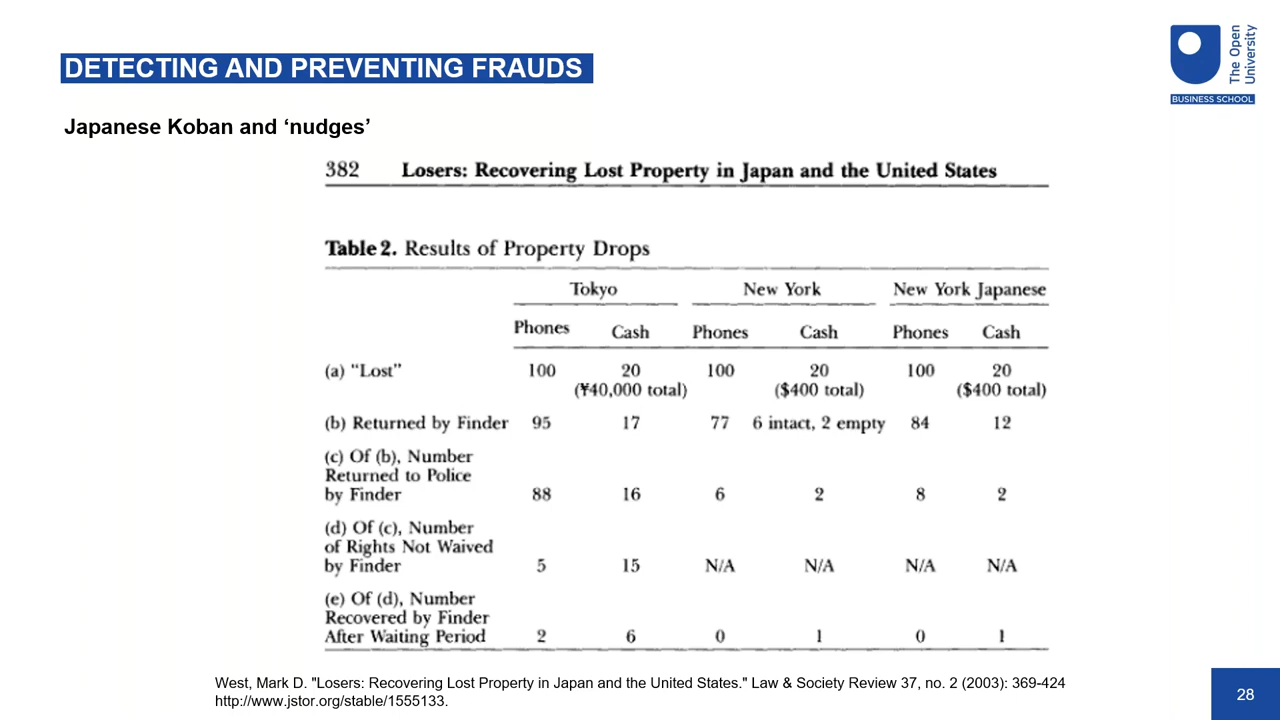 DETECTING AND PREVENTING FRAUDS
The Open
University
BUSINESS SCHOOL
Japanese Koban and ‘nudges’
382 Losers: Recovering Lost Property in Japan and the United States
Table 2. Results of Property Drops
Tokyo New York New York Japanese
Phones Cash Phones Cash Phones Cash
(a) "Lost" 100 20 100 20 100 20
(¥40,000 total) ($400 total) ($400 total)
(b) Returned by Finder 95 17 77 6 intact, 2 empty 84 12
(c) Of (b), Number
Returned to Police
by Finder 88 16 6 2 8 2
(d) Of (c), Number
of Rights Not Waived
by Finder 5 15 N/A N/A N/A N/A
(e) Of (d), Number
Recovered by Finder
After Waiting Period 2 6 0 1 0 1
West, Mark D. "Losers: Recovering Lost Property in Japan and the United States." Law & Society Review 37, no. 2 (2003): 369-424
http://www.jstor.org/stable/1555133.
28